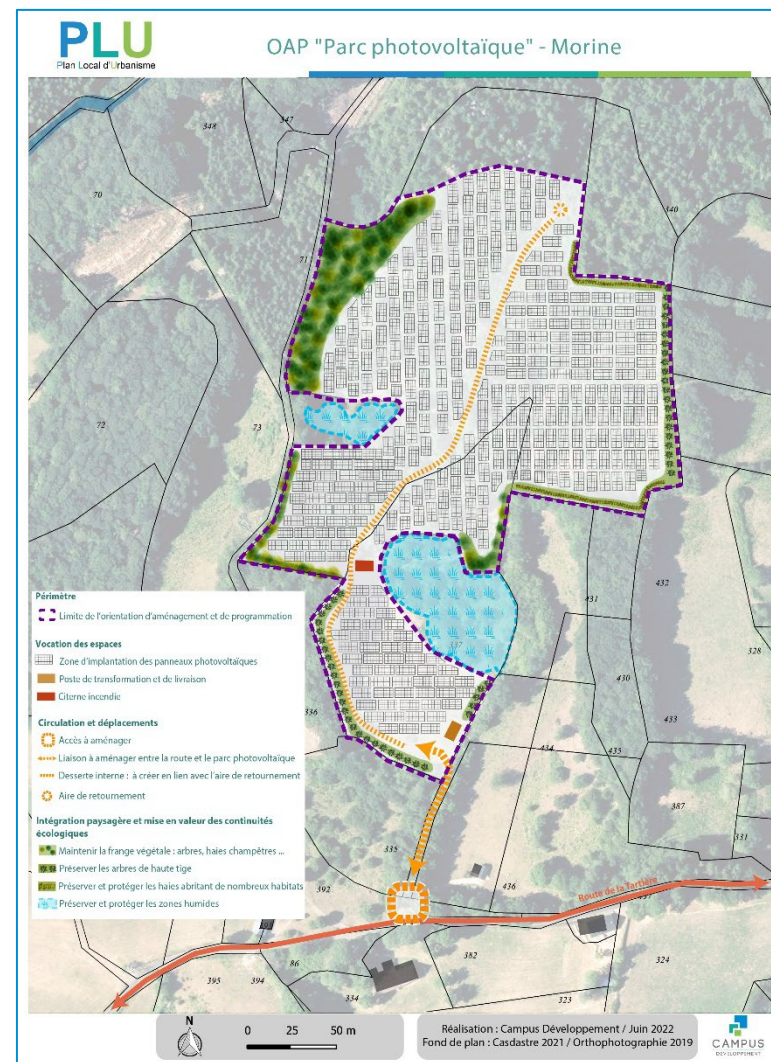 PLU
Plan Local d'Urbanisme
OAP "Parc photovoltaïque" - Morine
347
348
70
340
71
72
73
432
431
328
337
430
433
336
434
435
387
331
335
436
392
Route de la Tartière
437
393
86
382
395
394
324
334
323
Périmètre
Limite de l'orientation d'aménagement et de programmation
Vocation des espaces
Zone d'implantation des panneaux photovoltaïques
Poste de transformation et de livraison
Citerne incendie
Circulation et déplacements
Accès à aménager
Liaison à aménager entre la route et le parc photovoltaïque
Desserte interne : à créer en lien avec l'aire de retournement
Aire de retournement
Intégration paysagère et mise en valeur des continuités
écologiques
Maintenir la frange végétale : arbres, haies champêtres ...
Préserver les arbres de haute tige
Préserver et protéger les haies abritant de nombreux habitats
Préserver et protéger les zones humides
N
0 25 50 m
Réalisation : Campus Développement / Juin 2022
Fond de plan : Casdastre 2021 / Orthophotographie 2019
CAMPUS
DÉVELOPPEMENT